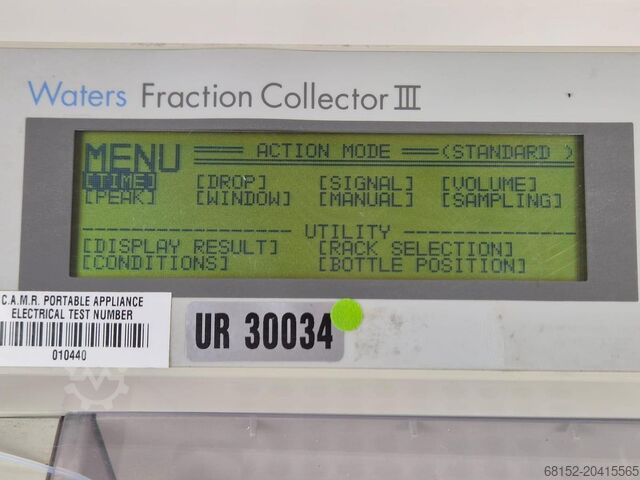 Waters Fraction Collector III
MENU ACTION MODE (STANDARD )
[TIME] [DROP] [SIGNAL] [VOLUME]
[PEAK] [WINDOW] [MANUAL] [SAMPLING]
UTILITY
[DISPLAY RESULT] [RACK SELECTION]
[CONDITIONS] [BOTTLE POSITION]
C.A.M.R. PORTABLE APPLIANCE
ELECTRICAL TEST NUMBER
010440
UR 30034
68152-20415565